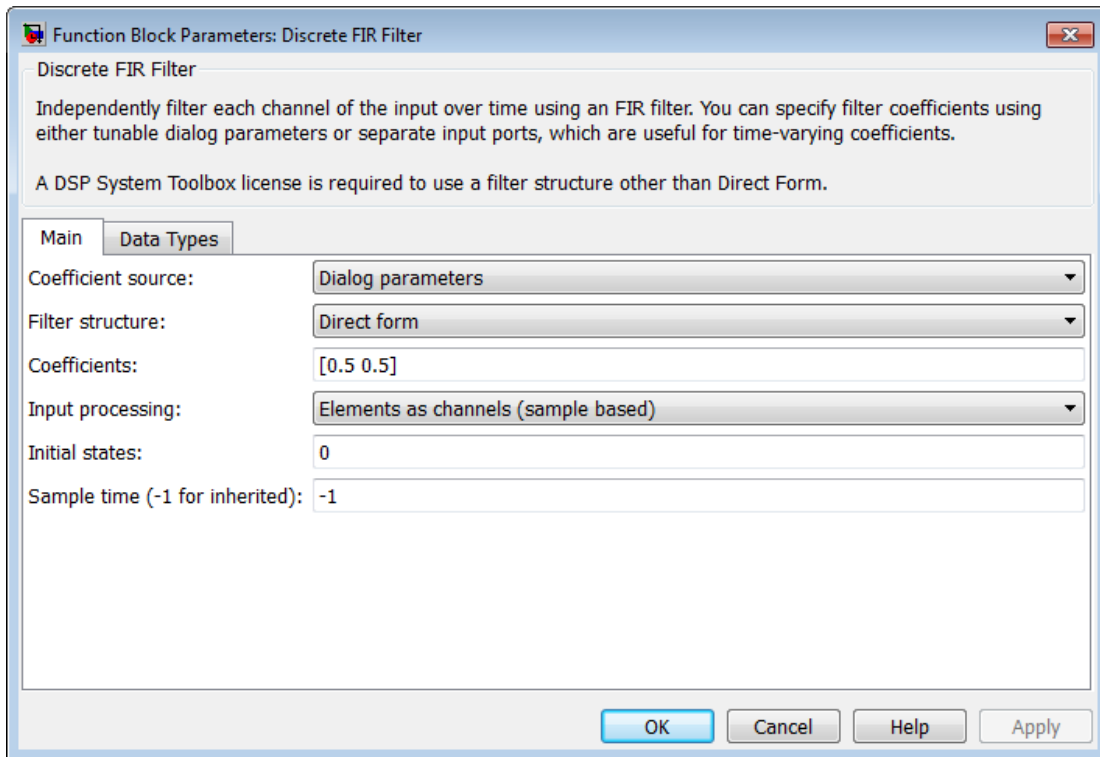 Function Block Parameters: Discrete FIR Filter
Discrete FIR Filter
Independently filter each channel of the input over time using an FIR filter. You can specify filter coefficients using
either tunable dialog parameters or separate input ports, which are useful for time-varying coefficients.
A DSP System Toolbox license is required to use a filter structure other than Direct Form.
Main Data Types
Coefficient source: Dialog parameters
Filter structure: Direct form
Coefficients: [0.5 0.5]
Input processing: Elements as channels (sample based)
Initial states: 0
Sample time (-1 for inherited): -1
OK Cancel Help Apply